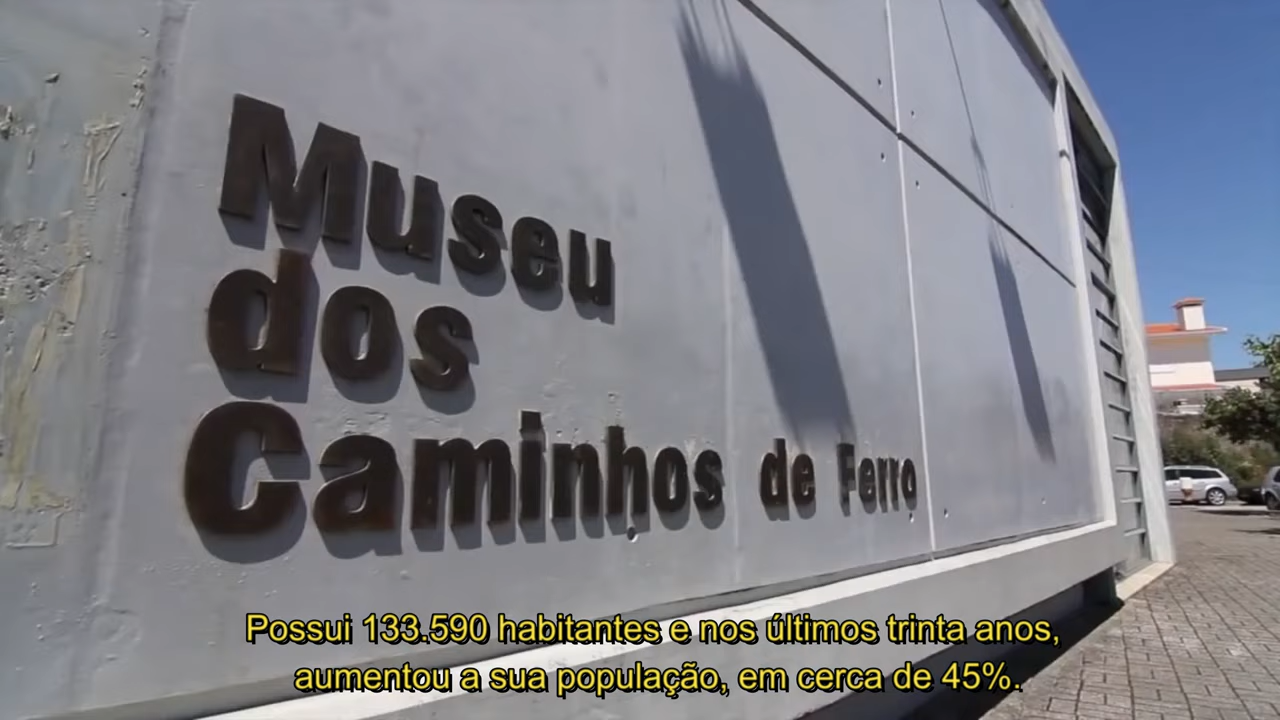 Museu
dos
Caminhos de Ferro
Possui 133.590 habitantes e nos últimos trinta anos,
aumentou a sua população, em cerca de 45%.